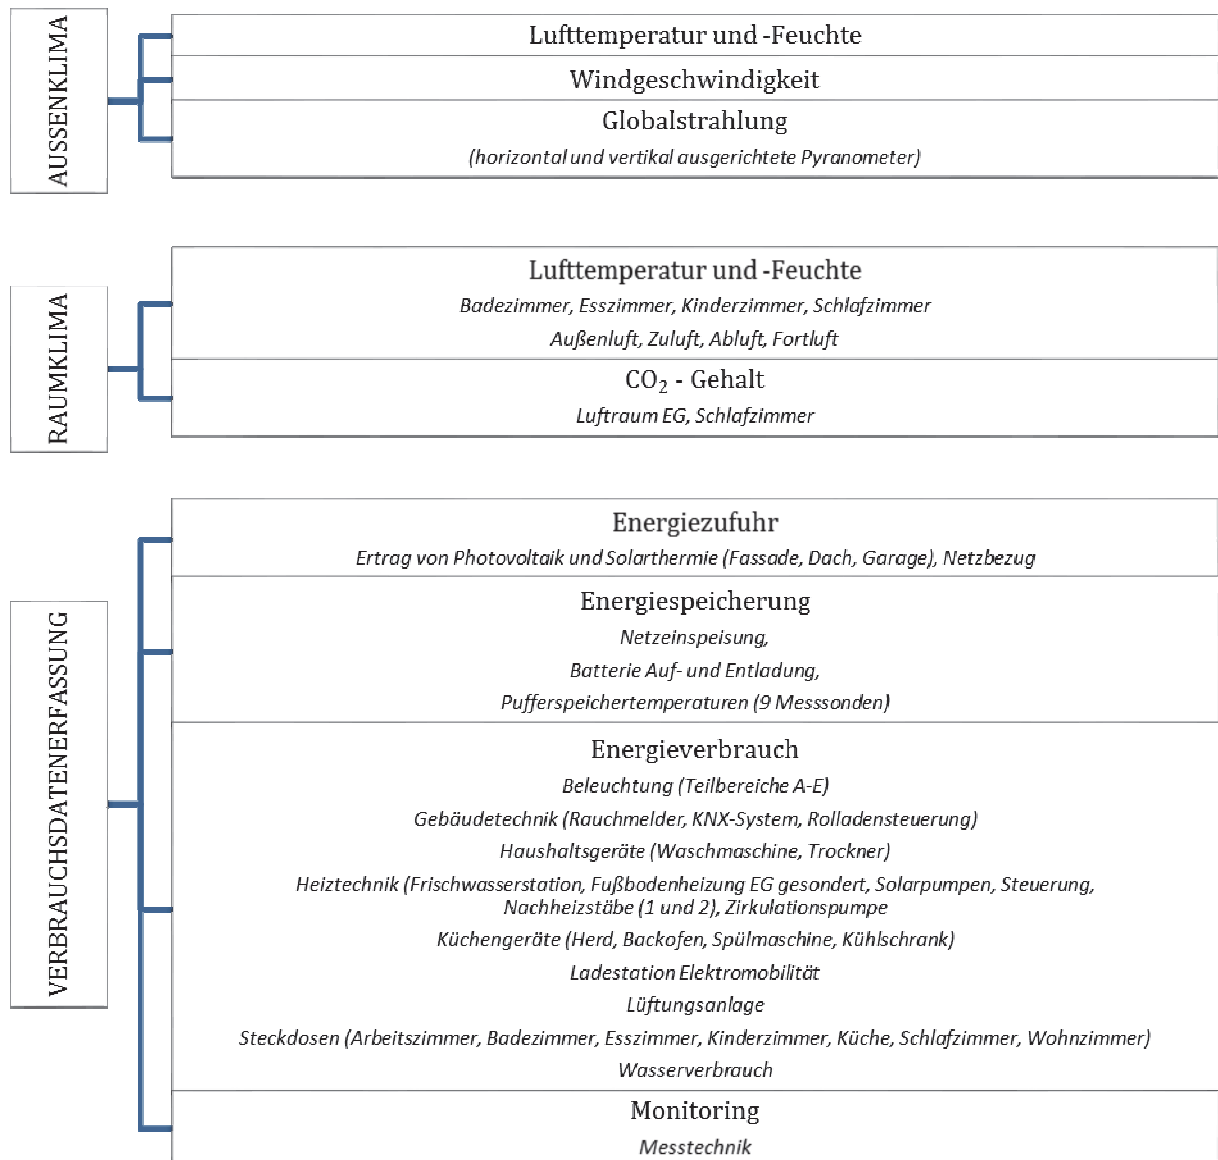 AUSSENKLIMA
Lufttemperatur und -Feuchte
Windgeschwindigkeit
Globalstrahlung
(horizontal und vertikal ausgerichtete Pyranometer)
RAUMKLIMA
Lufttemperatur und -Feuchte
Badezimmer, Esszimmer, Kinderzimmer, Schlafzimmer
Außenluft, Zuluft, Abluft, Fortluft
CO₂ - Gehalt
Luftraum EG, Schlafzimmer
VERBRAUCHSDATENERFASSUNG
Energiezufuhr
Ertrag von Photovoltaik und Solarthermie (Fassade, Dach, Garage), Netzbezug
Energiespeicherung
Netzeinspeisung,
Batterie Auf- und Entladung,
Pufferspeichertemperaturen (9 Messsonden)
Energieverbrauch
Beleuchtung (Teilbereiche A-E)
Gebäudetechnik (Rauchmelder, KNX-System, Rolladensteuerung)
Haushaltsgeräte (Waschmaschine, Trockner)
Heiztechnik (Frischwasserstation, Fußbodenheizung EG gesondert, Solarpumpen, Steuerung,
Nachheizstäbe (1 und 2), Zirkulationspumpe
Küchengeräte (Herd, Backofen, Spülmaschine, Kühlschrank)
Ladestation Elektromobilität
Lüftungsanlage
Steckdosen (Arbeitszimmer, Badezimmer, Esszimmer, Kinderzimmer, Küche, Schlafzimmer, Wohnzimmer)
Wasserverbrauch
Monitoring
Messtechnik